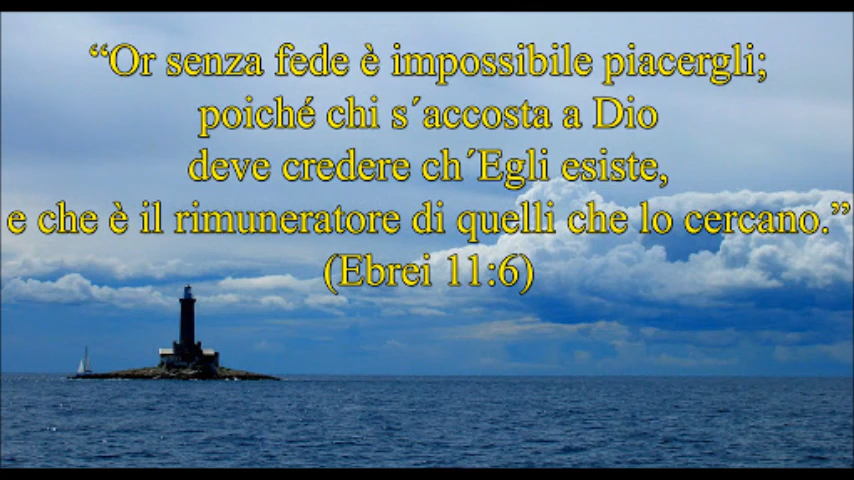 “Or senza fede è impossibile piacergli;
poiché chi s´accosta a Dio
deve credere ch´Egli esiste,
e che è il rimuneratore di quelli che lo cercano.”
(Ebrei 11:6)